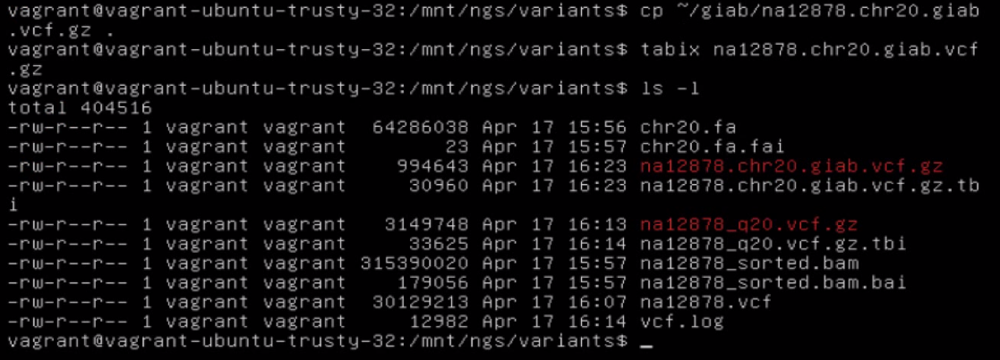 vagrant@vagrant-ubuntu-trusty-32:/mnt/ngs/variants$ cp ~/giab/na12878.chr20.giab
.vcf.gz .
vagrant@vagrant-ubuntu-trusty-32:/mnt/ngs/variants$ tabix na12878.chr20.giab.vcf
.gz
vagrant@vagrant-ubuntu-trusty-32:/mnt/ngs/variants$ ls -l
total 404516
-rw-r--r-- 1 vagrant vagrant  64286038 Apr 17 15:56 chr20.fa
-rw-r--r-- 1 vagrant vagrant        23 Apr 17 15:57 chr20.fa.fai
-rw-r--r-- 1 vagrant vagrant    994643 Apr 17 16:23 na12878.chr20.giab.vcf.gz
-rw-r--r-- 1 vagrant vagrant     30960 Apr 17 16:23 na12878.chr20.giab.vcf.gz.tb
i
-rw-r--r-- 1 vagrant vagrant   3149748 Apr 17 16:13 na12878_q20.vcf.gz
-rw-r--r-- 1 vagrant vagrant     33625 Apr 17 16:14 na12878_q20.vcf.gz.tbi
-rw-r--r-- 1 vagrant vagrant 315390020 Apr 17 15:57 na12878_sorted.bam
-rw-r--r-- 1 vagrant vagrant    179056 Apr 17 15:57 na12878_sorted.bam.bai
-rw-r--r-- 1 vagrant vagrant  30129213 Apr 17 16:07 na12878.vcf
-rw-r--r-- 1 vagrant vagrant     12982 Apr 17 16:14 vcf.log
vagrant@vagrant-ubuntu-trusty-32:/mnt/ngs/variants$ _